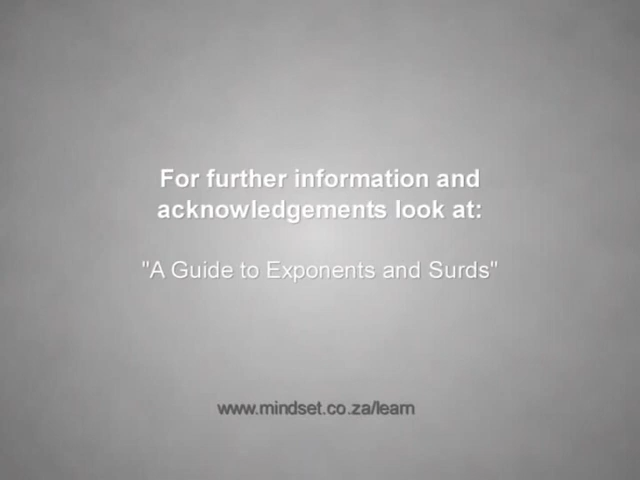 For further information and
acknowledgements look at:
"A Guide to Exponents and Surds"
www.mindset.co.za/learn